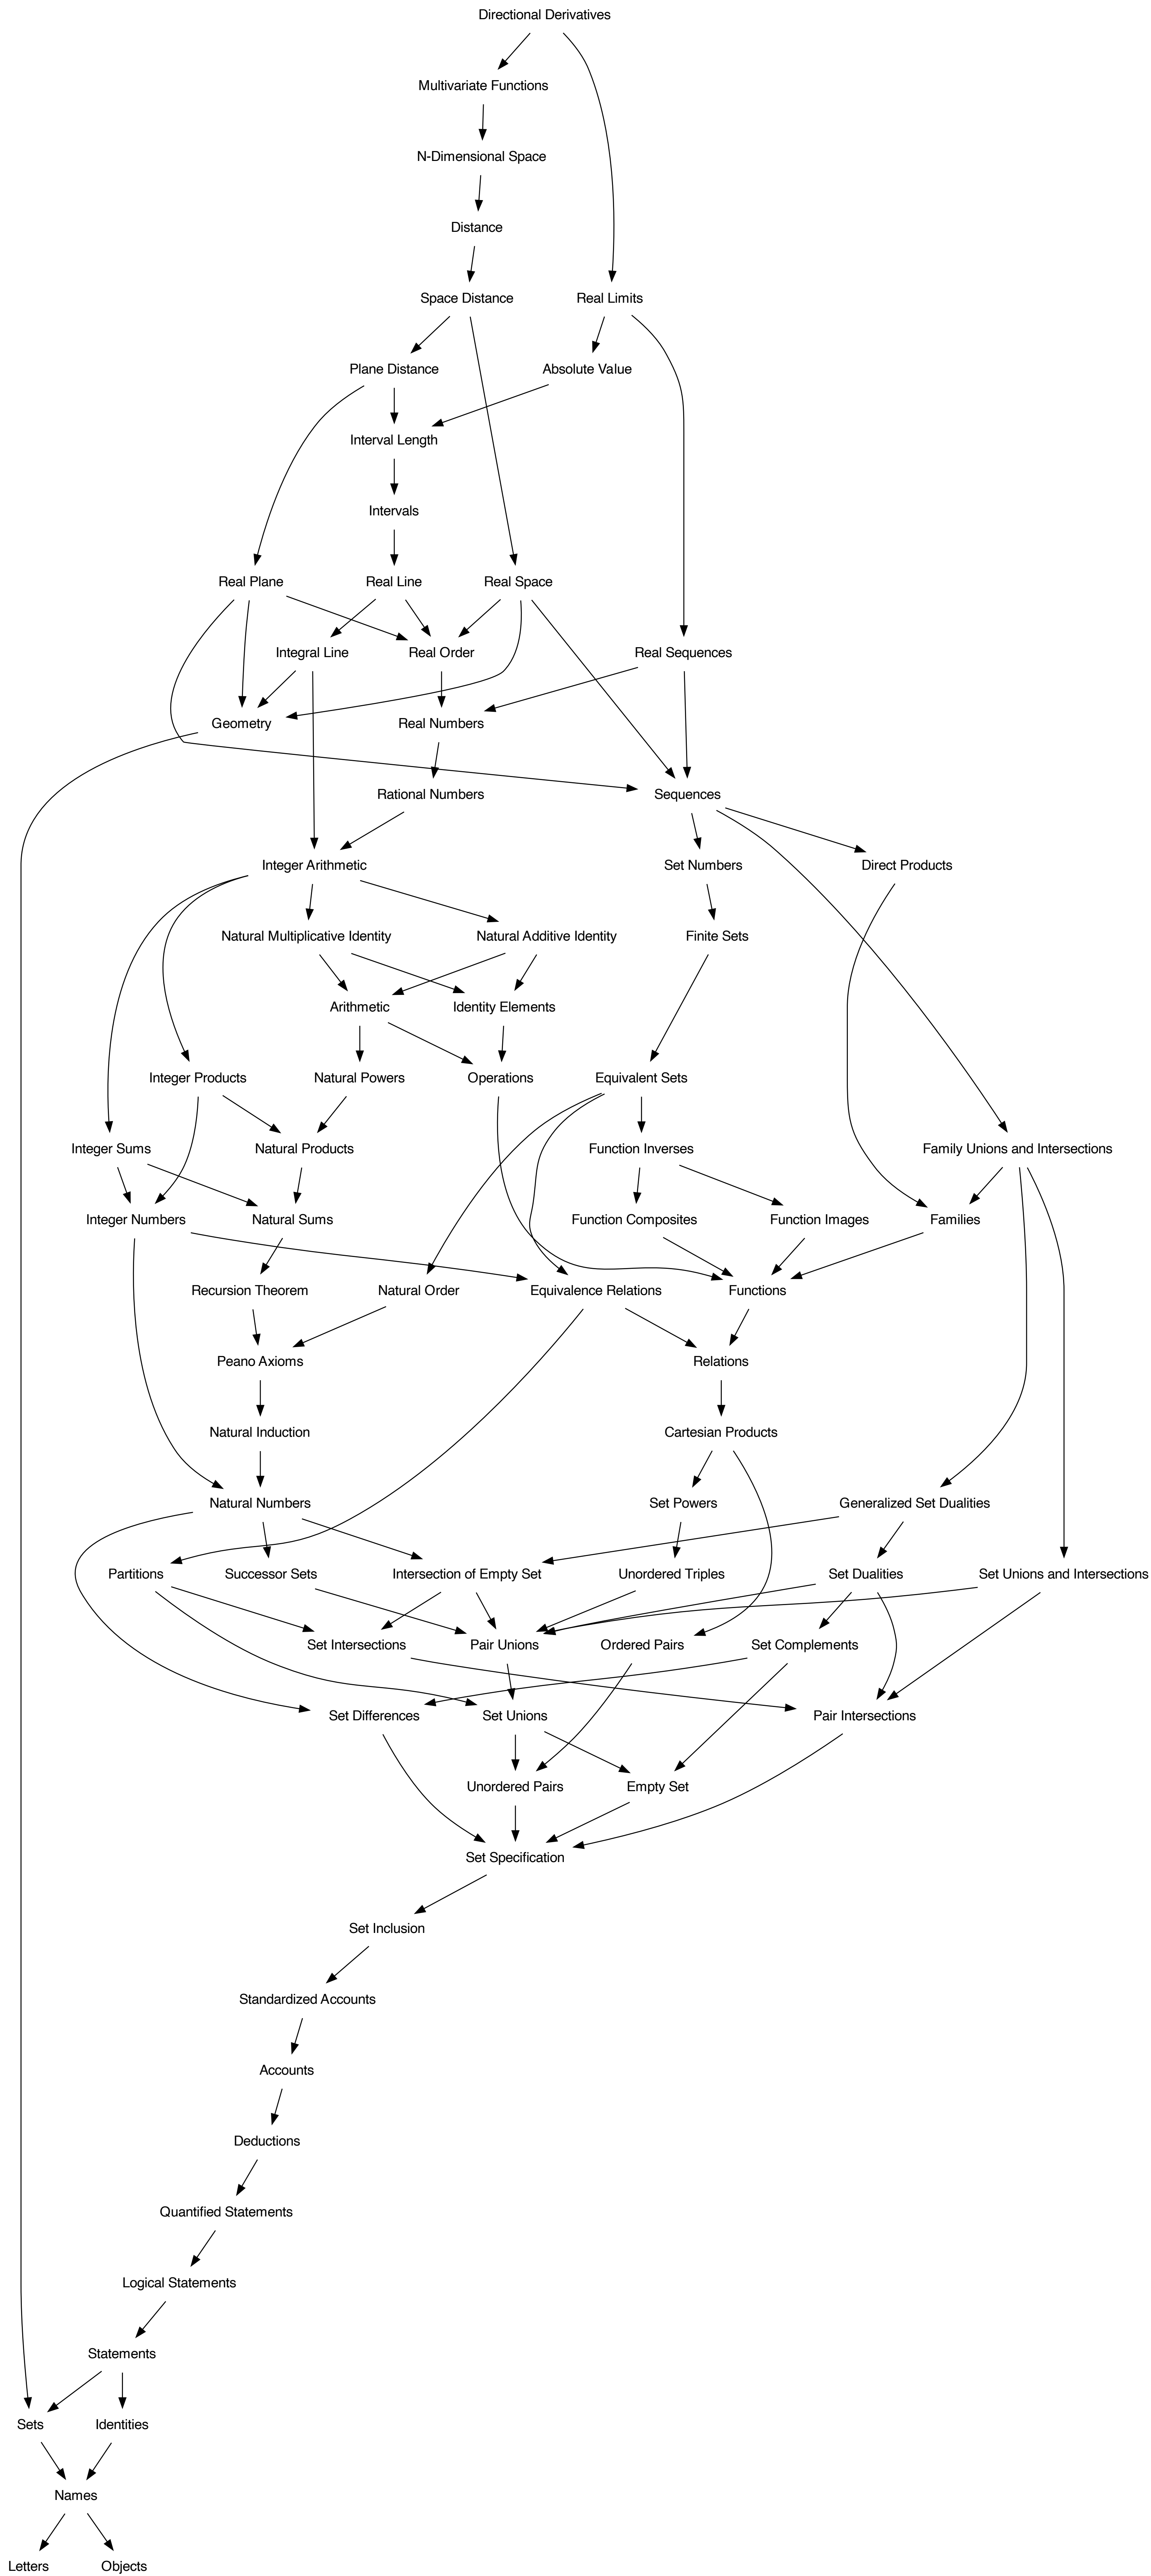 Directional Derivatives
Multivariate Functions
N-Dimensional Space
Distance
Space Distance
Real Limits
Plane Distance
Absolute Value
Interval Length
Intervals
Real Plane
Real Line
Real Space
Integral Line
Real Order
Real Sequences
Geometry
Real Numbers
Rational Numbers
Sequences
Integer Arithmetic
Set Numbers
Direct Products
Natural Multiplicative Identity
Natural Additive Identity
Finite Sets
Arithmetic
Identity Elements
Integer Products
Natural Powers
Operations
Equivalent Sets
Integer Sums
Natural Products
Function Inverses
Family Unions and Intersections
Integer Numbers
Natural Sums
Function Composites
Function Images
Families
Recursion Theorem
Natural Order
Equivalence Relations
Functions
Peano Axioms
Relations
Natural Induction
Cartesian Products
Natural Numbers
Set Powers
Generalized Set Dualities
Partitions
Successor Sets
Intersection of Empty Set
Unordered Triples
Set Dualities
Set Unions and Intersections
Set Intersections
Pair Unions
Ordered Pairs
Set Complements
Set Differences
Set Unions
Pair Intersections
Unordered Pairs
Empty Set
Set Specification
Set Inclusion
Standardized Accounts
Accounts
Deductions
Quantified Statements
Logical Statements
Statements
Sets
Identities
Names
Letters
Objects